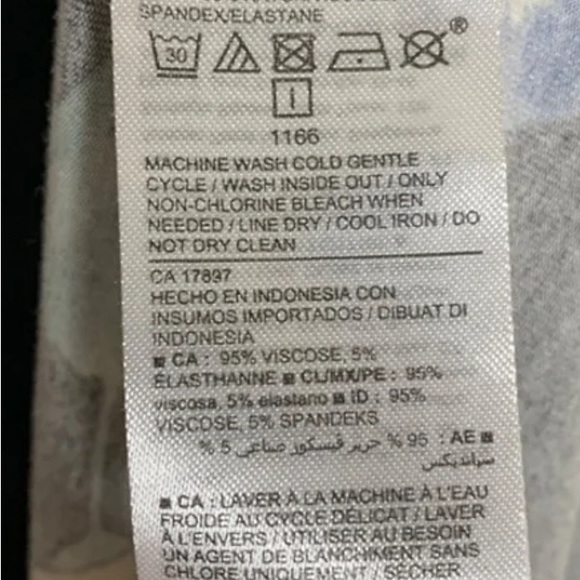 SPANDEX/ELASTANE
30
®
1166
MACHINE WASH COLD GENTLE
CYCLE / WASH INSIDE OUT / ONLY
NON-CHLORINE BLEACH WHEN
NEEDED / LINE DRY / COOL IRON / DO
NOT DRY CLEAN
CA 17897
HECHO EN INDONESIA CON
INSUMOS IMPORTADOS / DIBUAT DI
INDONESIA
■ CA : 95% VISCOSE, 5%
ÉLASTHANNE ■ CL/MX/PE : 95%
viscosa, 5% elastano ■ ID : 95%
VISCOSE, 5% SPANDEKS
■ AE : 95 % حرير فيسكوز صناعي 5 %
سباندیکس
■ CA : LAVER À LA MACHINE À L'EAU
FROIDE AU CYCLE DÉLICAT / LAVER
À L'ENVERS / UTILISER AU BESOIN
UN AGENT DE BLANCHIMENT SANS
CHLORE UNIQUEMENT / SÉCHER